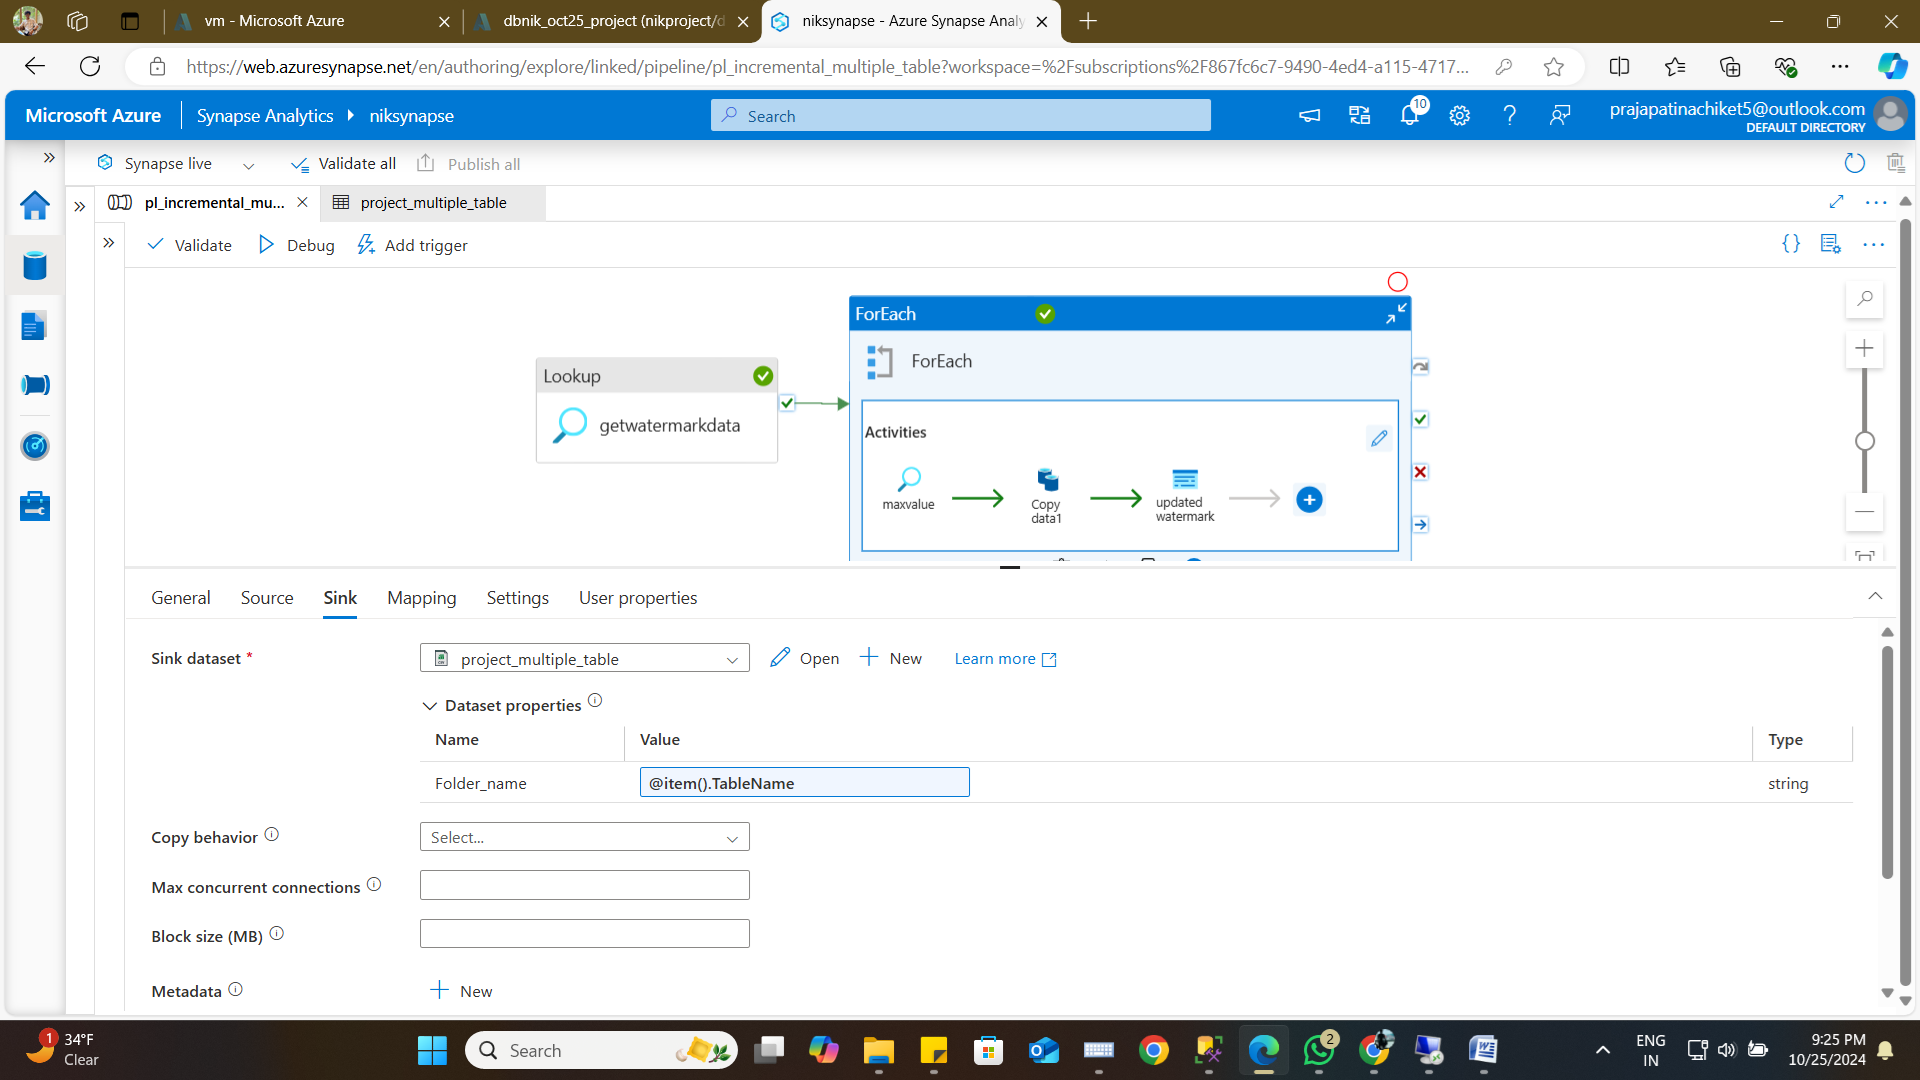 vm - Microsoft Azure
dbnik_oct25_project (nikproject/d
niksynapse - Azure Synapse Analy
https://web.azuresynapse.net/en/authoring/explore/linked/pipeline/pl_incremental_multiple_table?workspace=%2Fsubscriptions%2F867fc6c7-9490-4ed4-a115-4717...
Microsoft Azure
Synapse Analytics
niksynapse
Search
10
prajapatinachiket5@outlook.com
DEFAULT DIRECTORY
Synapse live
Validate all
Publish all
pl_incremental_mu...
project_multiple_table
Validate
Debug
Add trigger
{}
ForEach
ForEach
Lookup
getwatermarkdata
Activities
maxvalue
Copy
data1
updated
watermark
General
Source
Sink
Mapping
Settings
User properties
Sink dataset *
project_multiple_table
Open
New
Learn more
Dataset properties
Name
Value
Type
Folder_name
@item().TableName
string
Copy behavior
Select...
Max concurrent connections
Block size (MB)
Metadata
New
1
34°F
Clear
Search
2
ENG
IN
9:25 PM
10/25/2024